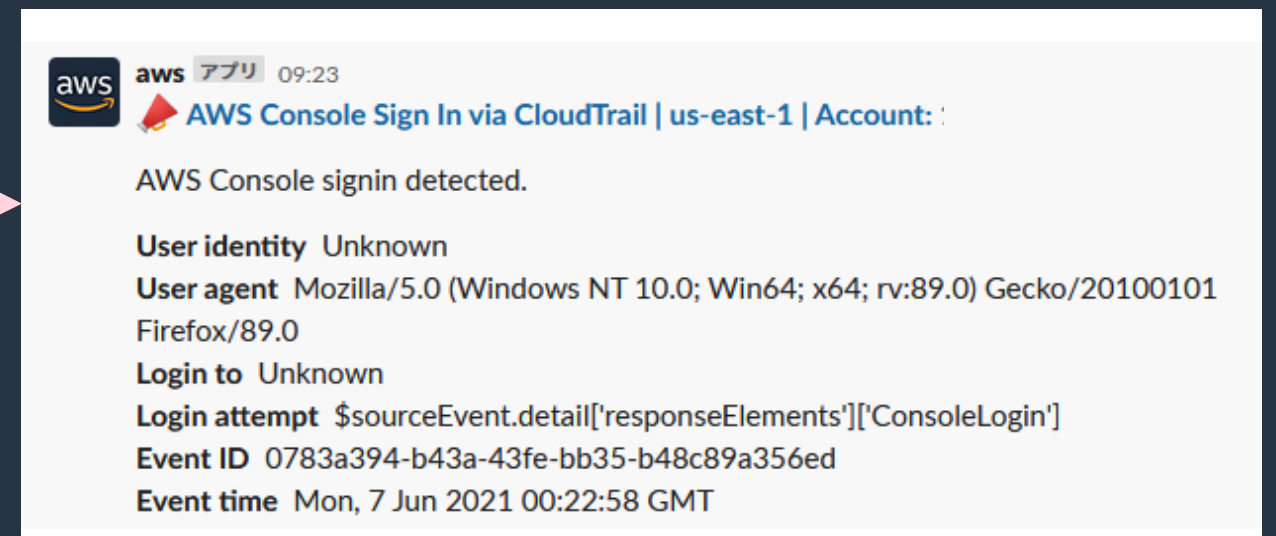 aws
aws アプリ 09:23
AWS Console Sign In via CloudTrail | us-east-1 | Account:
AWS Console signin detected.
User identity Unknown
User agent Mozilla/5.0 (Windows NT 10.0; Win64; x64; rv:89.0) Gecko/20100101
Firefox/89.0
Login to Unknown
Login attempt $sourceEvent.detail['responseElements']['ConsoleLogin']
Event ID 0783a394-b43a-43fe-bb35-b48c89a356ed
Event time Mon, 7 Jun 2021 00:22:58 GMT